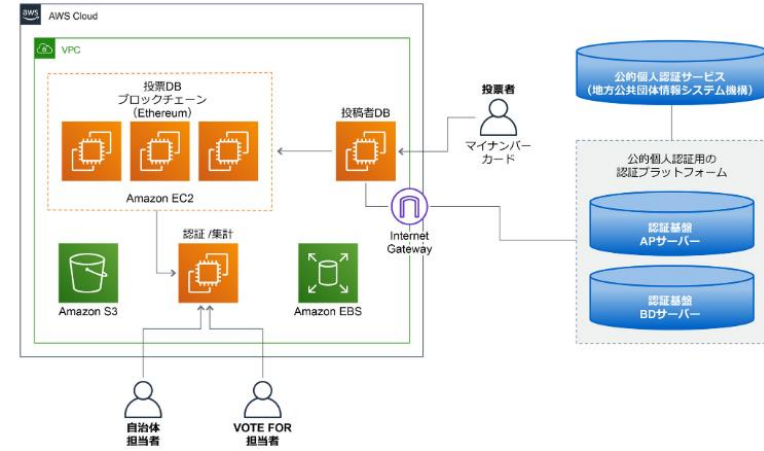 aws
AWS Cloud
VPC
投票DB
ブロックチェーン
(Ethereum)
Amazon EC2
投稿者DB
投票者
マイナンバー
カード
Internet
Gateway
認証 /集計
Amazon S3
Amazon EBS
自治体
担当者
VOTE FOR
担当者
公的個人認証サービス
(地方公共団体情報システム機構)
公的個人認証用の
認証プラットフォーム
認証基盤
APサーバー
認証基盤
BDサーバー